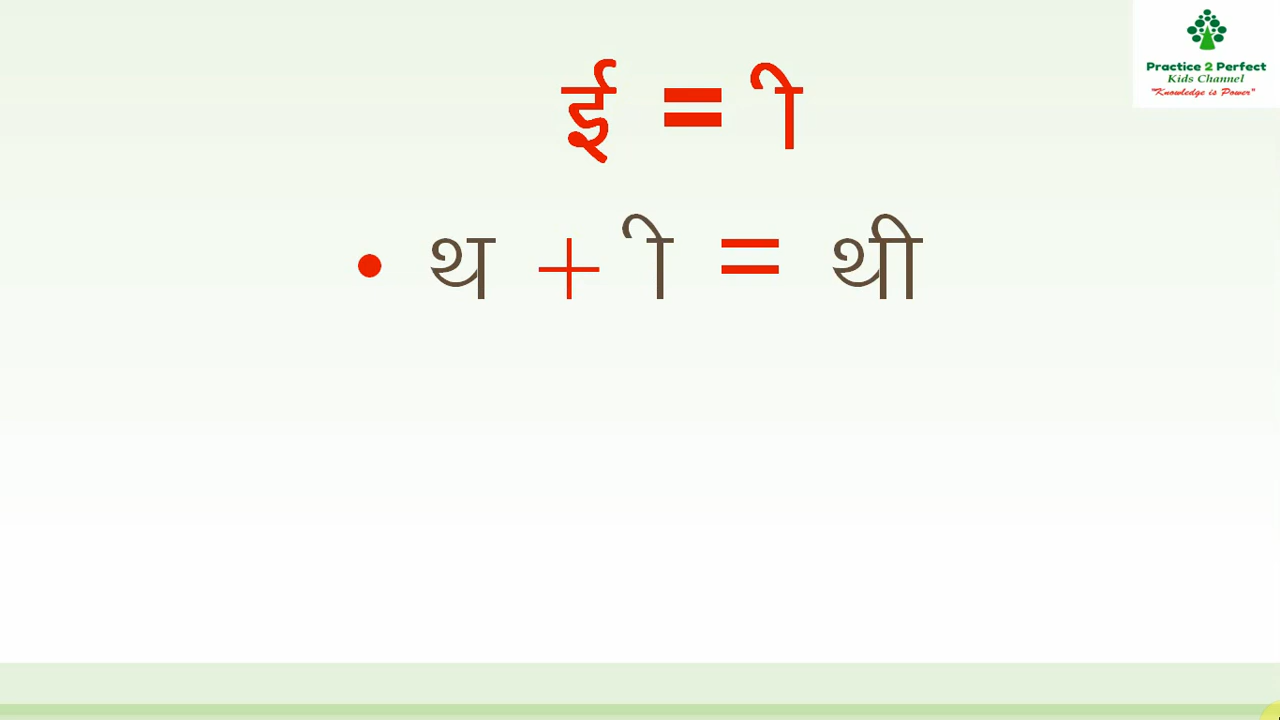 Practice 2 Perfect
Kids Channel
"Knowledge is Power"
ई = ी
• थ + ी = थी